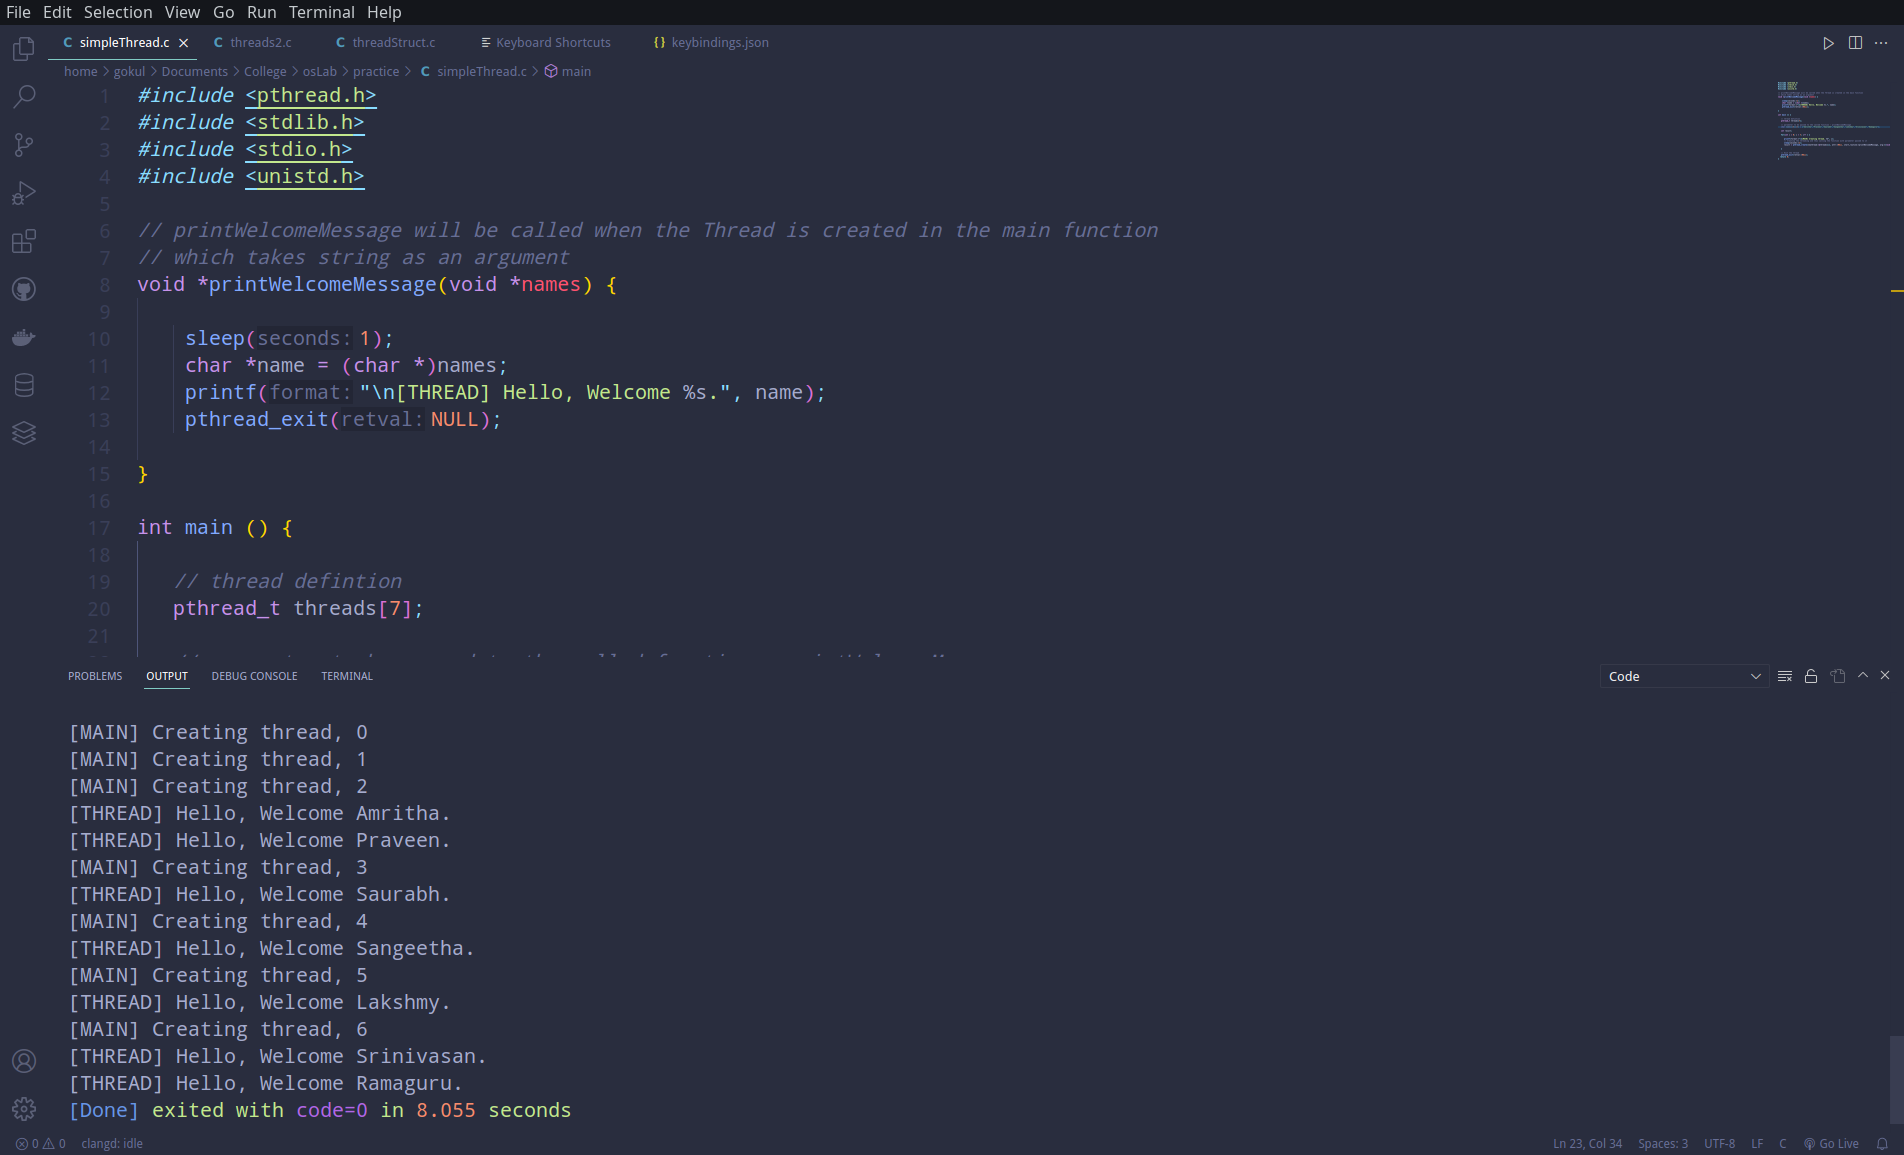 File Edit Selection View Go Run Terminal Help
C simpleThread.c C threads2.c C threadStruct.c Keyboard Shortcuts {} keybindings.json
home > gokul > Documents > College > osLab > practice > C simpleThread.c > main
1 #include <pthread.h>
2 #include <stdlib.h>
3 #include <stdio.h>
4 #include <unistd.h>
5
6 // printWelcomeMessage will be called when the Thread is created in the main function
7 // which takes string as an argument
8 void *printWelcomeMessage(void *names) {
9
10 sleep(seconds: 1);
11 char *name = (char *)names;
12 printf(format: "\n[THREAD] Hello, Welcome %s.", name);
13 pthread_exit(retval: NULL);
14
15 }
16
17 int main () {
18
19 // thread defintion
20 pthread_t threads[7];
21
PROBLEMS OUTPUT DEBUG CONSOLE TERMINAL Code
[MAIN] Creating thread, 0
[MAIN] Creating thread, 1
[MAIN] Creating thread, 2
[THREAD] Hello, Welcome Amritha.
[THREAD] Hello, Welcome Praveen.
[MAIN] Creating thread, 3
[THREAD] Hello, Welcome Saurabh.
[MAIN] Creating thread, 4
[THREAD] Hello, Welcome Sangeetha.
[MAIN] Creating thread, 5
[THREAD] Hello, Welcome Lakshmy.
[MAIN] Creating thread, 6
[THREAD] Hello, Welcome Srinivasan.
[THREAD] Hello, Welcome Ramaguru.
[Done] exited with code=0 in 8.055 seconds
0 0 clangd: idle Ln 23, Col 34 Spaces: 3 UTF-8 LF C Go Live